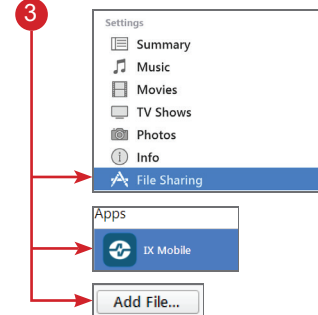 3
Settings
Summary
Music
Movies
TV Shows
Photos
Info
File Sharing
Apps
IX Mobile
Add File...